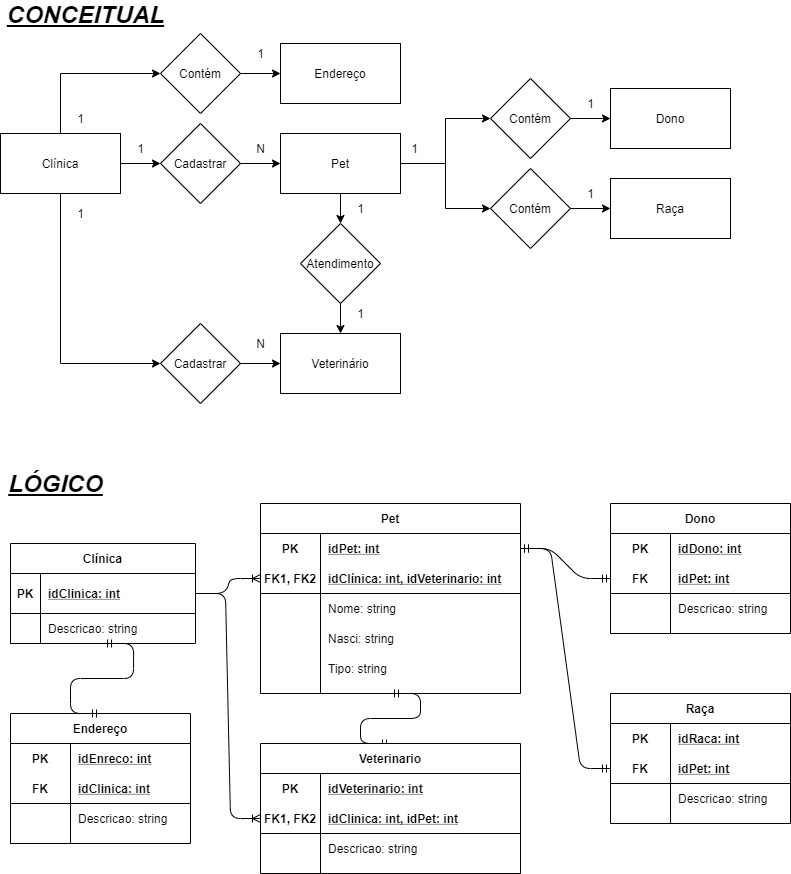 CONCEITUAL
1
Contém
1
Endereço
Clínica
1
Cadastrar
N
Pet
1
Contém
1
Dono
Contém
1
Raça
1
1
Atendimento
1
Cadastrar
N
Veterinário
LÓGICO
Clínica
PK
idClinica: int
Descricao: string
Endereço
PK
idEnreco: int
FK
idClinica: int
Descricao: string
Pet
PK
idPet: int
FK1, FK2
idClínica: int, idVeterinario: int
Nome: string
Nasci: string
Tipo: string
Veterinario
PK
idVeterinario: int
FK1, FK2
idClinica: int, idPet: int
Descricao: string
Dono
PK
idDono: int
FK
idPet: int
Descricao: string
Raça
PK
idRaca: int
FK
idPet: int
Descricao: string